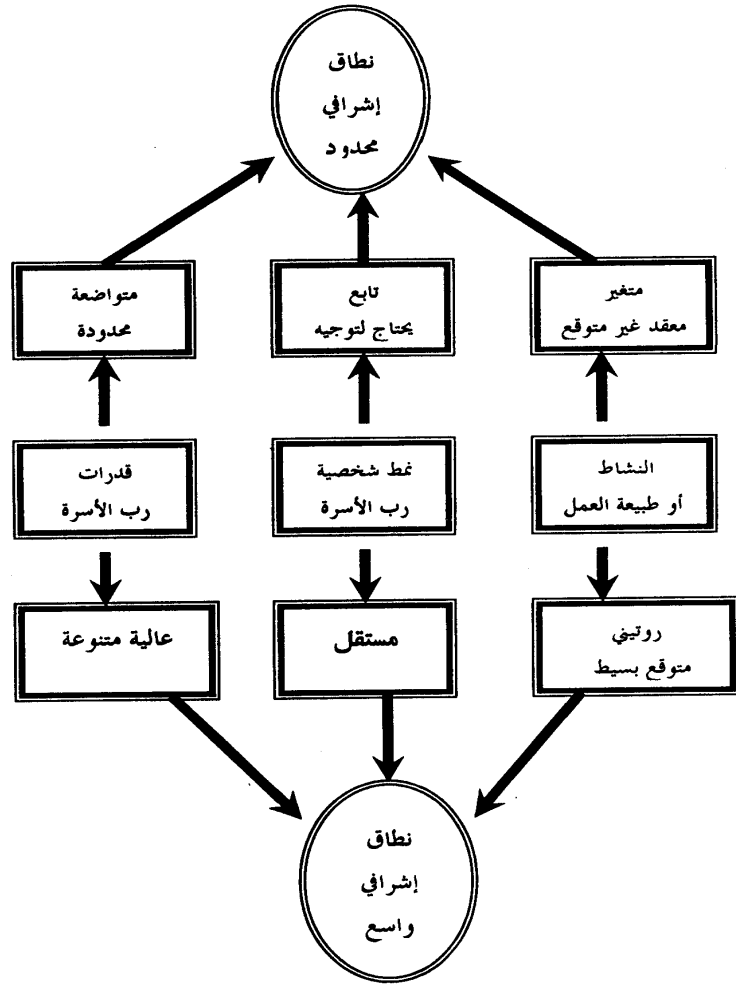 نطاق
إشرافي
محدود
متغير
معقد غير متوقع
تابع
يحتاج لتوجيه
متواضعة
محدودة
النشاط
أو طبيعة العمل
نمط شخصية
رب الأسرة
قدرات
رب الأسرة
روتيني
متوقع بسيط
مستقل
عالية متنوعة
نطاق
إشرافي
واسع